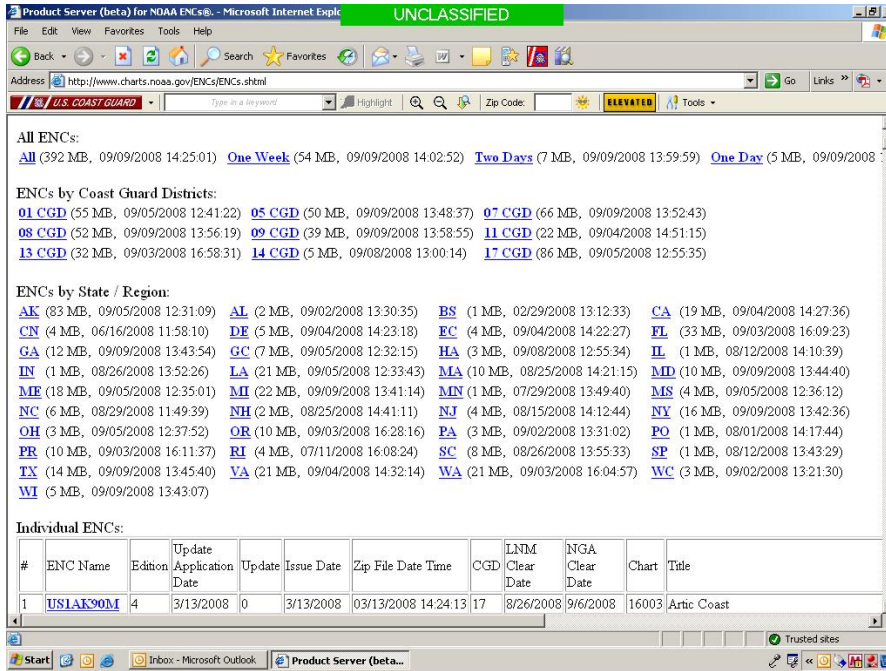 Product Server (beta) for NOAA ENCs®. - Microsoft Internet Explo
UNCLASSIFIED
File Edit View Favorites Tools Help
Back Search Favorites
Address http://www.charts.noaa.gov/ENCs/ENCs.shtml Go Links »
U.S. COAST GUARD Type in a keyword Highlight Zip Code: ELEVATED Tools
All ENCs:
All (392 MB, 09/09/2008 14:25:01) One Week (54 MB, 09/09/2008 14:02:52) Two Days (7 MB, 09/09/2008 13:59:59) One Day (5 MB, 09/09/2008
ENCs by Coast Guard Districts:
01 CGD (55 MB, 09/05/2008 12:41:22) 05 CGD (50 MB, 09/09/2008 13:48:37) 07 CGD (66 MB, 09/09/2008 13:52:43)
08 CGD (52 MB, 09/09/2008 13:56:19) 09 CGD (39 MB, 09/09/2008 13:58:55) 11 CGD (22 MB, 09/04/2008 14:51:15)
13 CGD (32 MB, 09/03/2008 16:58:31) 14 CGD (5 MB, 09/08/2008 13:00:14) 17 CGD (86 MB, 09/05/2008 12:55:35)
ENCs by State / Region:
AK (83 MB, 09/05/2008 12:31:09) AL (2 MB, 09/02/2008 13:30:35) BS (1 MB, 02/29/2008 13:12:33) CA (19 MB, 09/04/2008 14:27:36)
CN (4 MB, 06/16/2008 11:58:10) DE (5 MB, 09/04/2008 14:23:18) EC (4 MB, 09/04/2008 14:22:27) FL (33 MB, 09/03/2008 16:09:23)
GA (12 MB, 09/09/2008 13:43:54) GC (7 MB, 09/05/2008 12:32:15) HA (3 MB, 09/08/2008 12:55:34) IL (1 MB, 08/12/2008 14:10:39)
IN (1 MB, 08/26/2008 13:52:26) LA (21 MB, 09/05/2008 12:33:43) MA (10 MB, 08/25/2008 14:21:15) MD (10 MB, 09/09/2008 13:44:40)
ME (18 MB, 09/05/2008 12:35:01) MI (22 MB, 09/09/2008 13:41:14) MN (1 MB, 07/29/2008 13:49:40) MS (4 MB, 09/05/2008 12:36:12)
NC (6 MB, 08/29/2008 11:49:39) NH (2 MB, 08/25/2008 14:41:11) NJ (4 MB, 08/15/2008 14:12:44) NY (16 MB, 09/09/2008 13:42:36)
OH (3 MB, 09/05/2008 12:37:52) OR (10 MB, 09/03/2008 16:28:16) PA (3 MB, 09/02/2008 13:31:02) PO (1 MB, 08/01/2008 14:17:44)
PR (10 MB, 09/03/2008 16:11:37) RI (4 MB, 07/11/2008 16:08:24) SC (8 MB, 08/26/2008 13:55:33) SP (1 MB, 08/12/2008 13:43:29)
TX (14 MB, 09/09/2008 13:45:40) VA (21 MB, 09/04/2008 14:32:14) WA (21 MB, 09/03/2008 16:04:57) WC (3 MB, 09/02/2008 13:21:30)
WI (5 MB, 09/09/2008 13:43:07)
Individual ENCs:
# ENC Name Edition Update Application Date Update Issue Date Zip File Date Time CGD LNM Clear Date NGA Clear Date Chart Title
1 US1AK90M 4 3/13/2008 0 3/13/2008 03/13/2008 14:24:13 17 8/26/2008 9/6/2008 16003 Artic Coast
Trusted sites
Start Inbox - Microsoft Outlook Product Server (beta... «